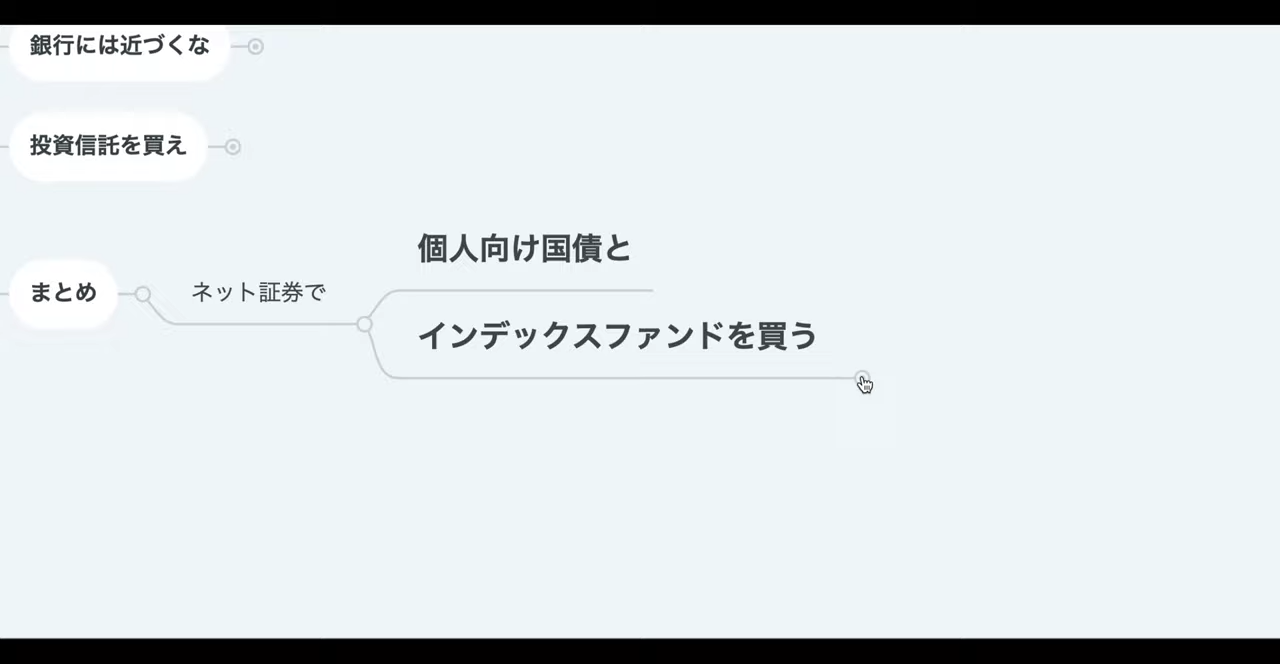 銀行には近づくな
投資信託を買え
個人向け国債と
まとめ
ネット証券で
インデックスファンドを買う